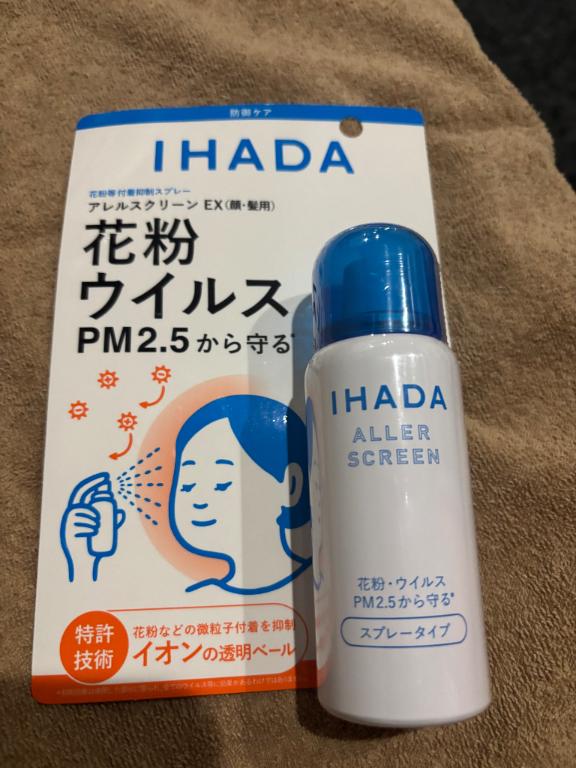 防御ケア
IHADA
花粉等付着抑制スプレー
アレルスクリーン EX(顔・髪用)
花粉
ウイルス
PM2.5から守る*
特許
技術
花粉などの微粒子付着を抑制
イオンの透明ベール
IHADA
ALLER
SCREEN
花粉・ウイルス
PM2.5から守る*
スプレータイプ